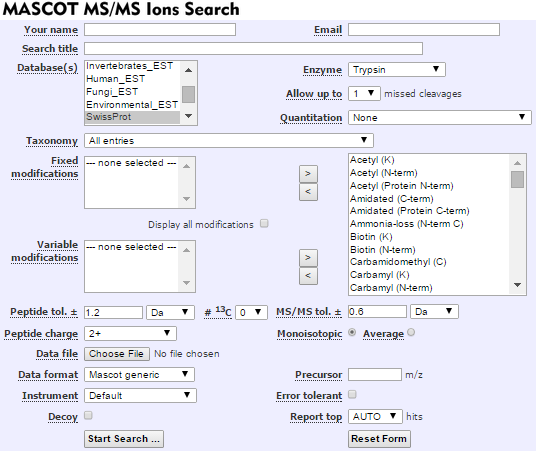 MASCOT MS/MS Ions Search
Your name Email
Search title
Database(s) Invertebrates_EST
Human_EST
Fungi_EST
Environmental_EST
SwissProt
Enzyme Trypsin
Allow up to 1 missed cleavages
Quantitation None
Taxonomy All entries
Fixed modifications --- none selected ---
>
<
Display all modifications
Variable modifications --- none selected ---
>
<
Acetyl (K)
Acetyl (N-term)
Acetyl (Protein N-term)
Amidated (C-term)
Amidated (Protein C-term)
Ammonia-loss (N-term C)
Biotin (K)
Biotin (N-term)
Carbamidomethyl (C)
Carbamyl (K)
Carbamyl (N-term)
Peptide tol. ± 1.2 Da # 13C 0 MS/MS tol. ± 0.6 Da
Peptide charge 2+ Monoisotopic Average
Data file Choose File No file chosen
Data format Mascot generic Precursor m/z
Instrument Default Error tolerant
Decoy Report top AUTO hits
Start Search ... Reset Form